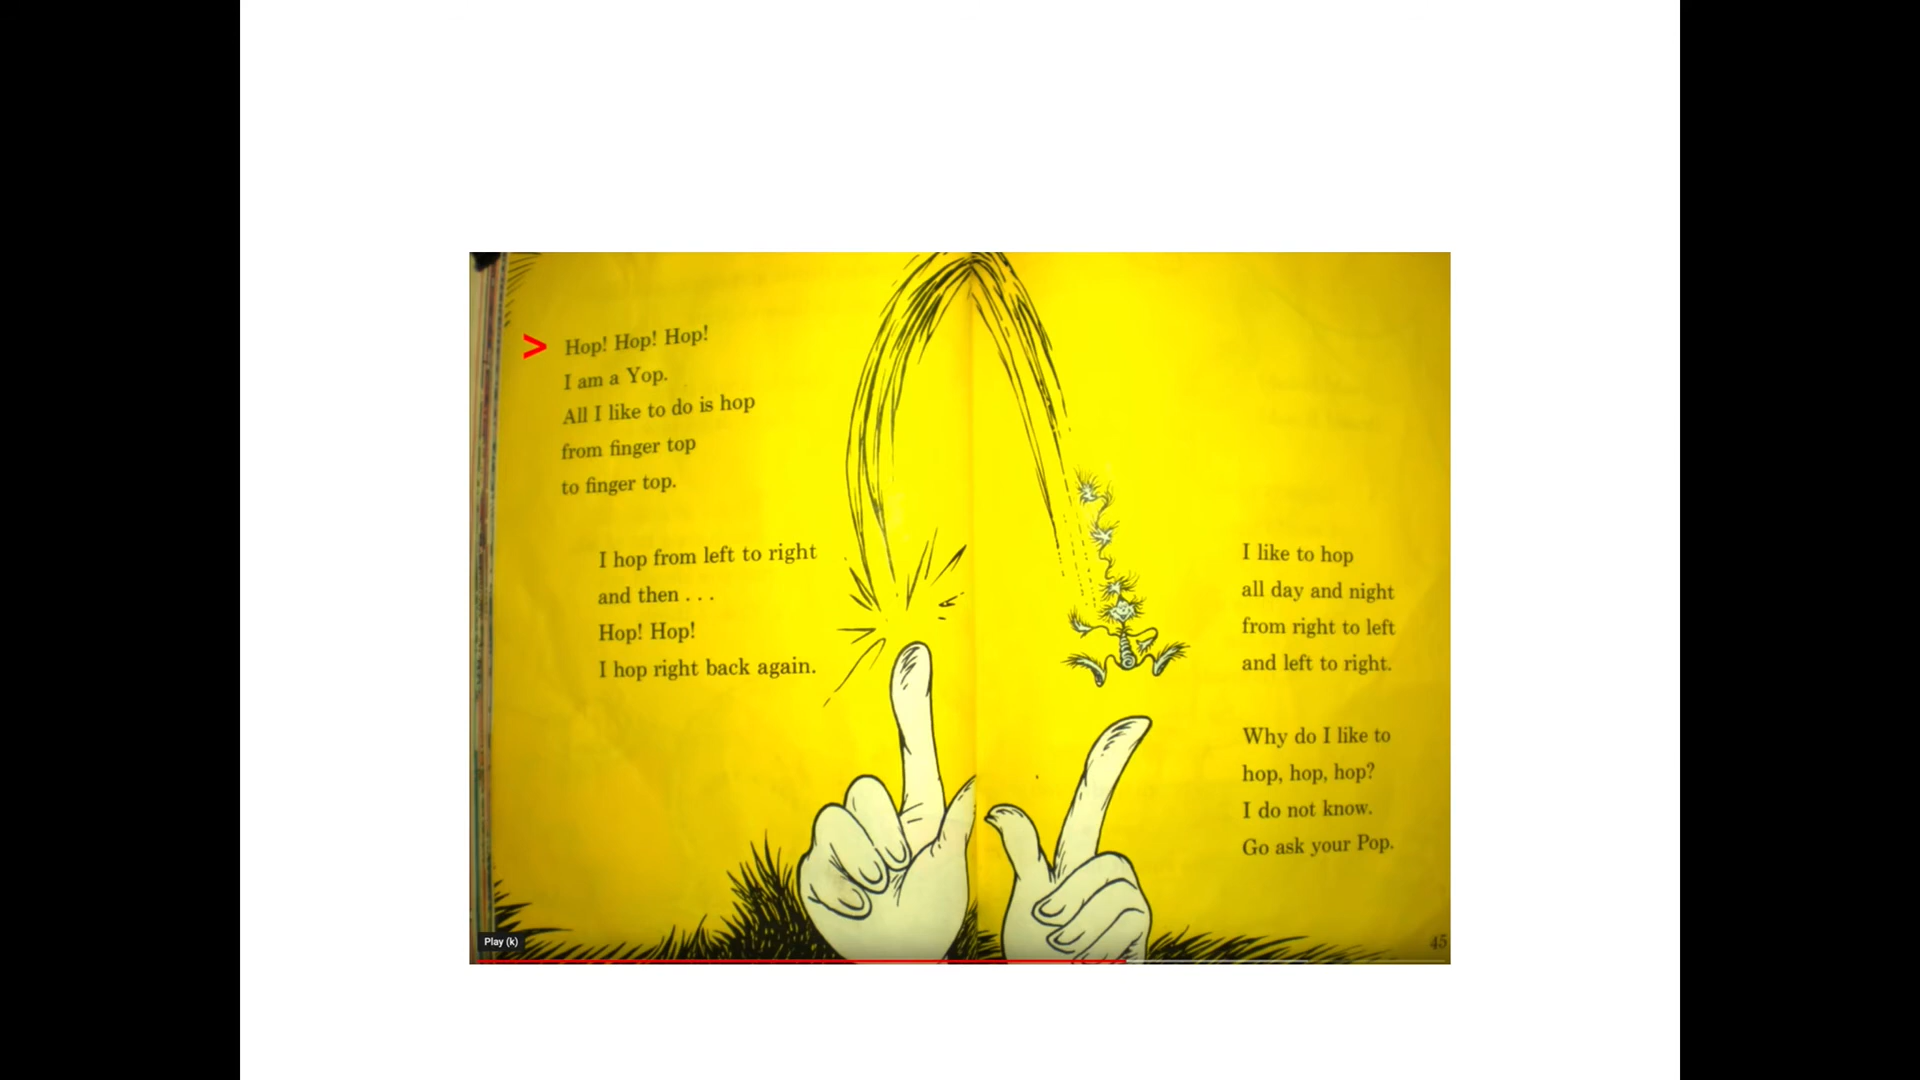 > Hop! Hop! Hop!
I am a Yop.
All I like to do is hop
from finger top
to finger top.
I hop from left to right
and then . . .
Hop! Hop!
I hop right back again.
I like to hop
all day and night
from right to left
and left to right.
Why do I like to
hop, hop, hop?
I do not know.
Go ask your Pop.
45
Play (k)